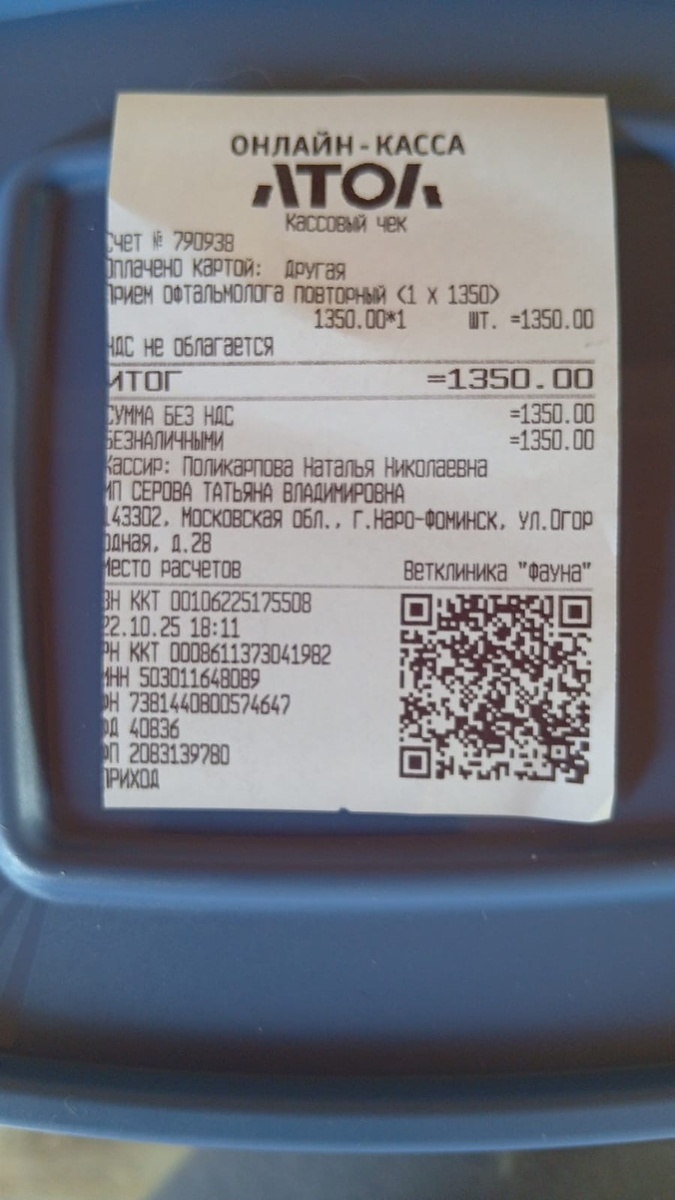 ОНЛАЙН-КАССА
АТОЛ
Кассовый чек
Счет № 790938
Оплачено картой: Другая
Прием офтальмолога повторный (1 X 1350)
1350.00*1 шт. =1350.00
НДС не облагается
ИТОГ =1350.00
СУММА БЕЗ НДС =1350.00
БЕЗНАЛИЧНЫМИ =1350.00
Кассир: Поликарпова Наталья Николаевна
ИП СЕРОВА ТАТЬЯНА ВЛАДИМИРОВНА
143302, Московская обл., г.Наро-Фоминск, ул.Огор
одная, д.28
Место расчетов Ветклиника "Фауна"
ЗН ККТ 00106225175508
22.10.25 18:11
РН ККТ 0008611373041982
ИНН 503011648089
ФН 7381440800574647
ФД 40836
ФП 2083139780
ПРИХОД